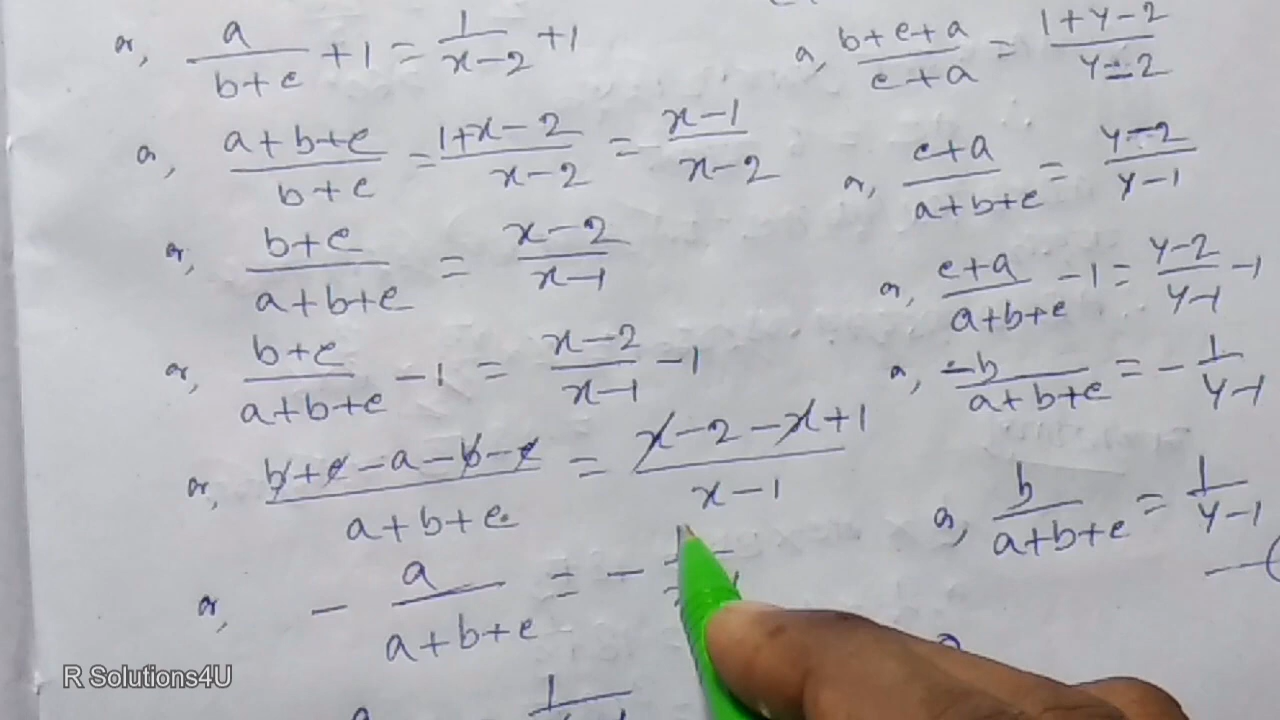 or, a/(b+c) + 1 = 1/(x-2) + 1
or, (a+b+c)/(b+c) = (1+x-2)/(x-2) = (x-1)/(x-2)
or, (b+c)/(a+b+c) = (x-2)/(x-1)
or, (b+c)/(a+b+c) - 1 = (x-2)/(x-1) - 1
or, (b+c-a-b-c)/(a+b+c) = (x-2-x+1)/(x-1)
or, - a/(a+b+c) = -
or, (b+c+a)/(c+a) = (1+y-2)/(y-2)
or, (c+a)/(a+b+c) = (y-2)/(y-1)
or, (c+a)/(a+b+c) - 1 = (y-2)/(y-1) - 1
or, -b/(a+b+c) = - 1/(y-1)
or, b/(a+b+c) = 1/(y-1)
R Solutions4U